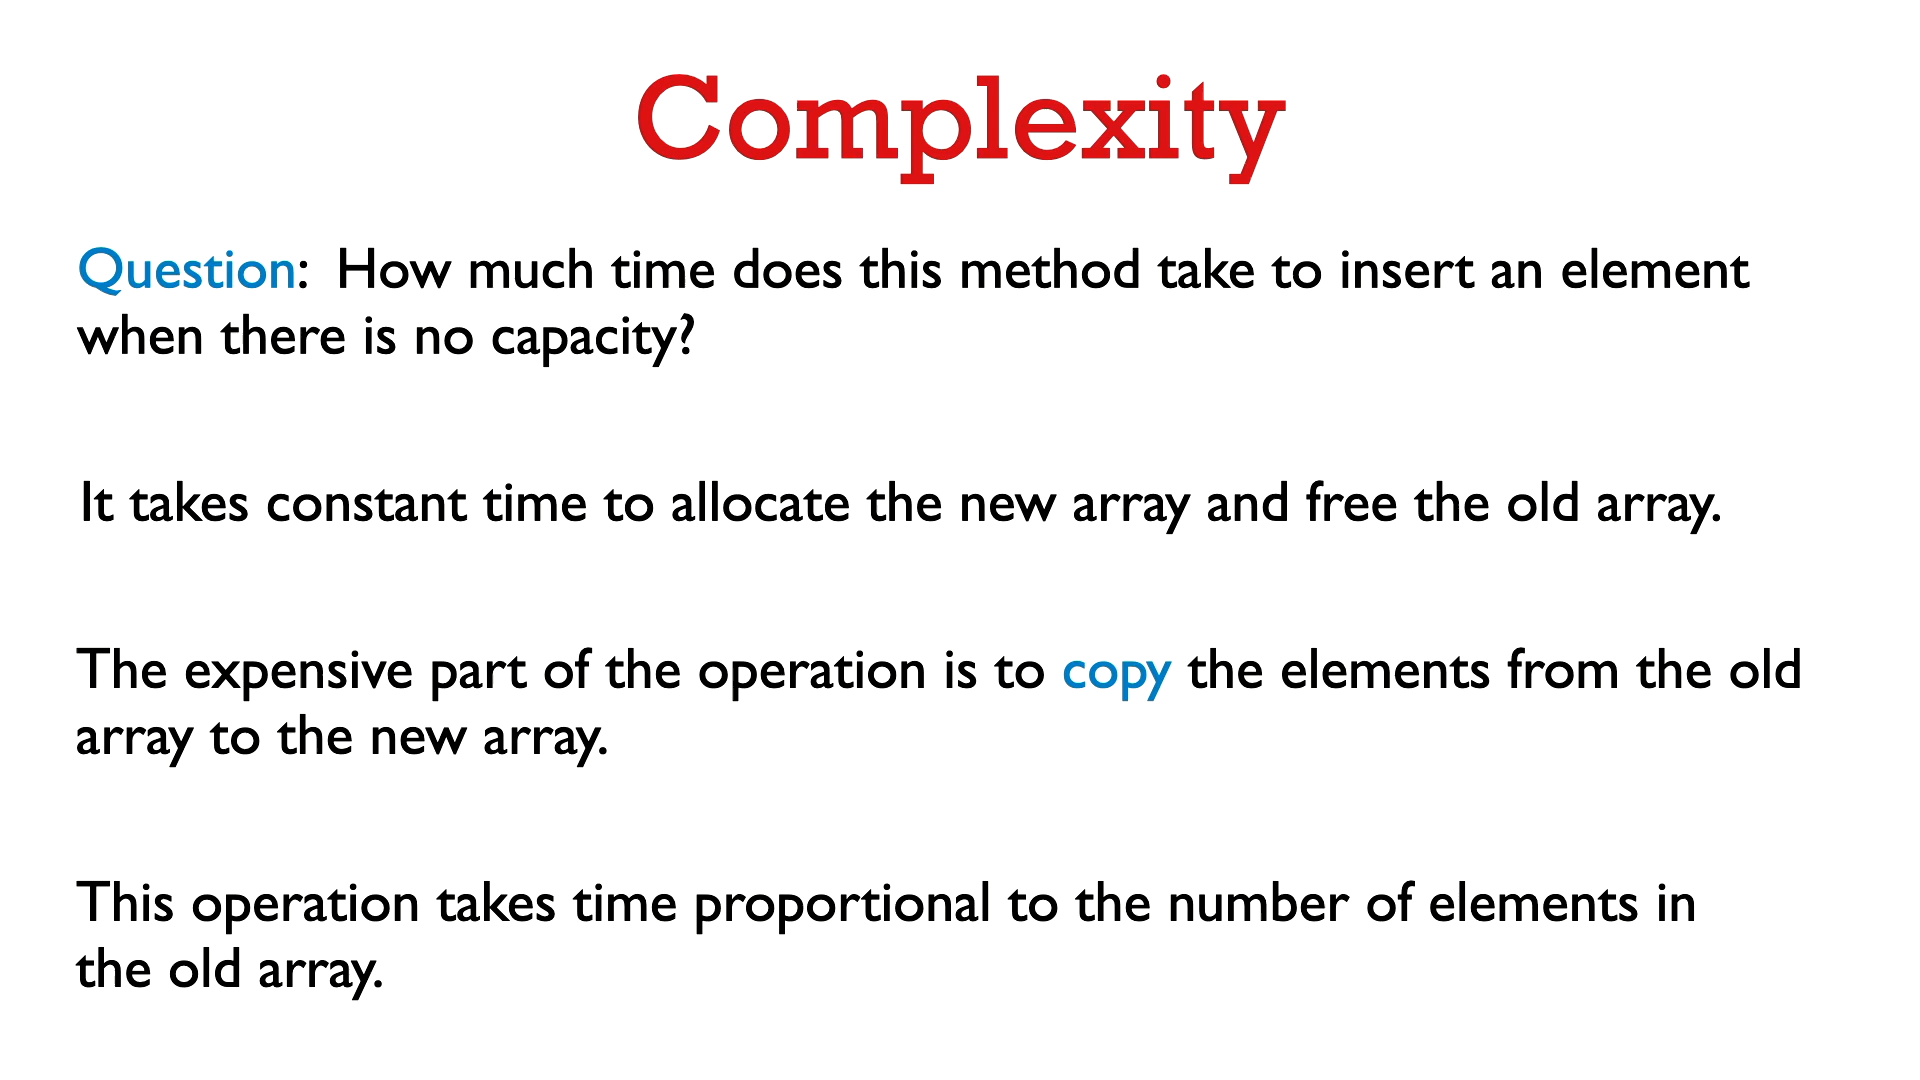 Complexity
Question: How much time does this method take to insert an element
when there is no capacity?
It takes constant time to allocate the new array and free the old array.
The expensive part of the operation is to copy the elements from the old
array to the new array.
This operation takes time proportional to the number of elements in
the old array.